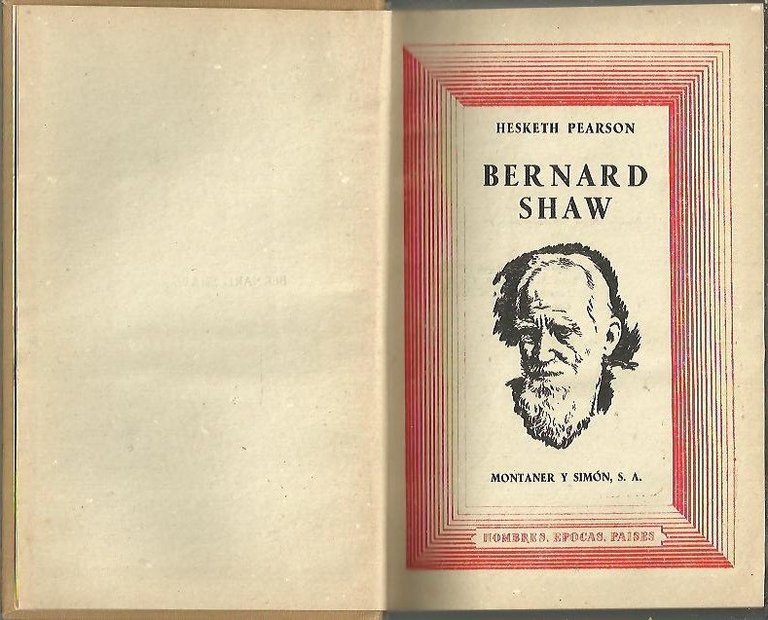 HESKETH PEARSON
BERNARD
SHAW
MONTANER Y SIMÓN, S. A.
HOMBRES, EPOCAS, PAISES